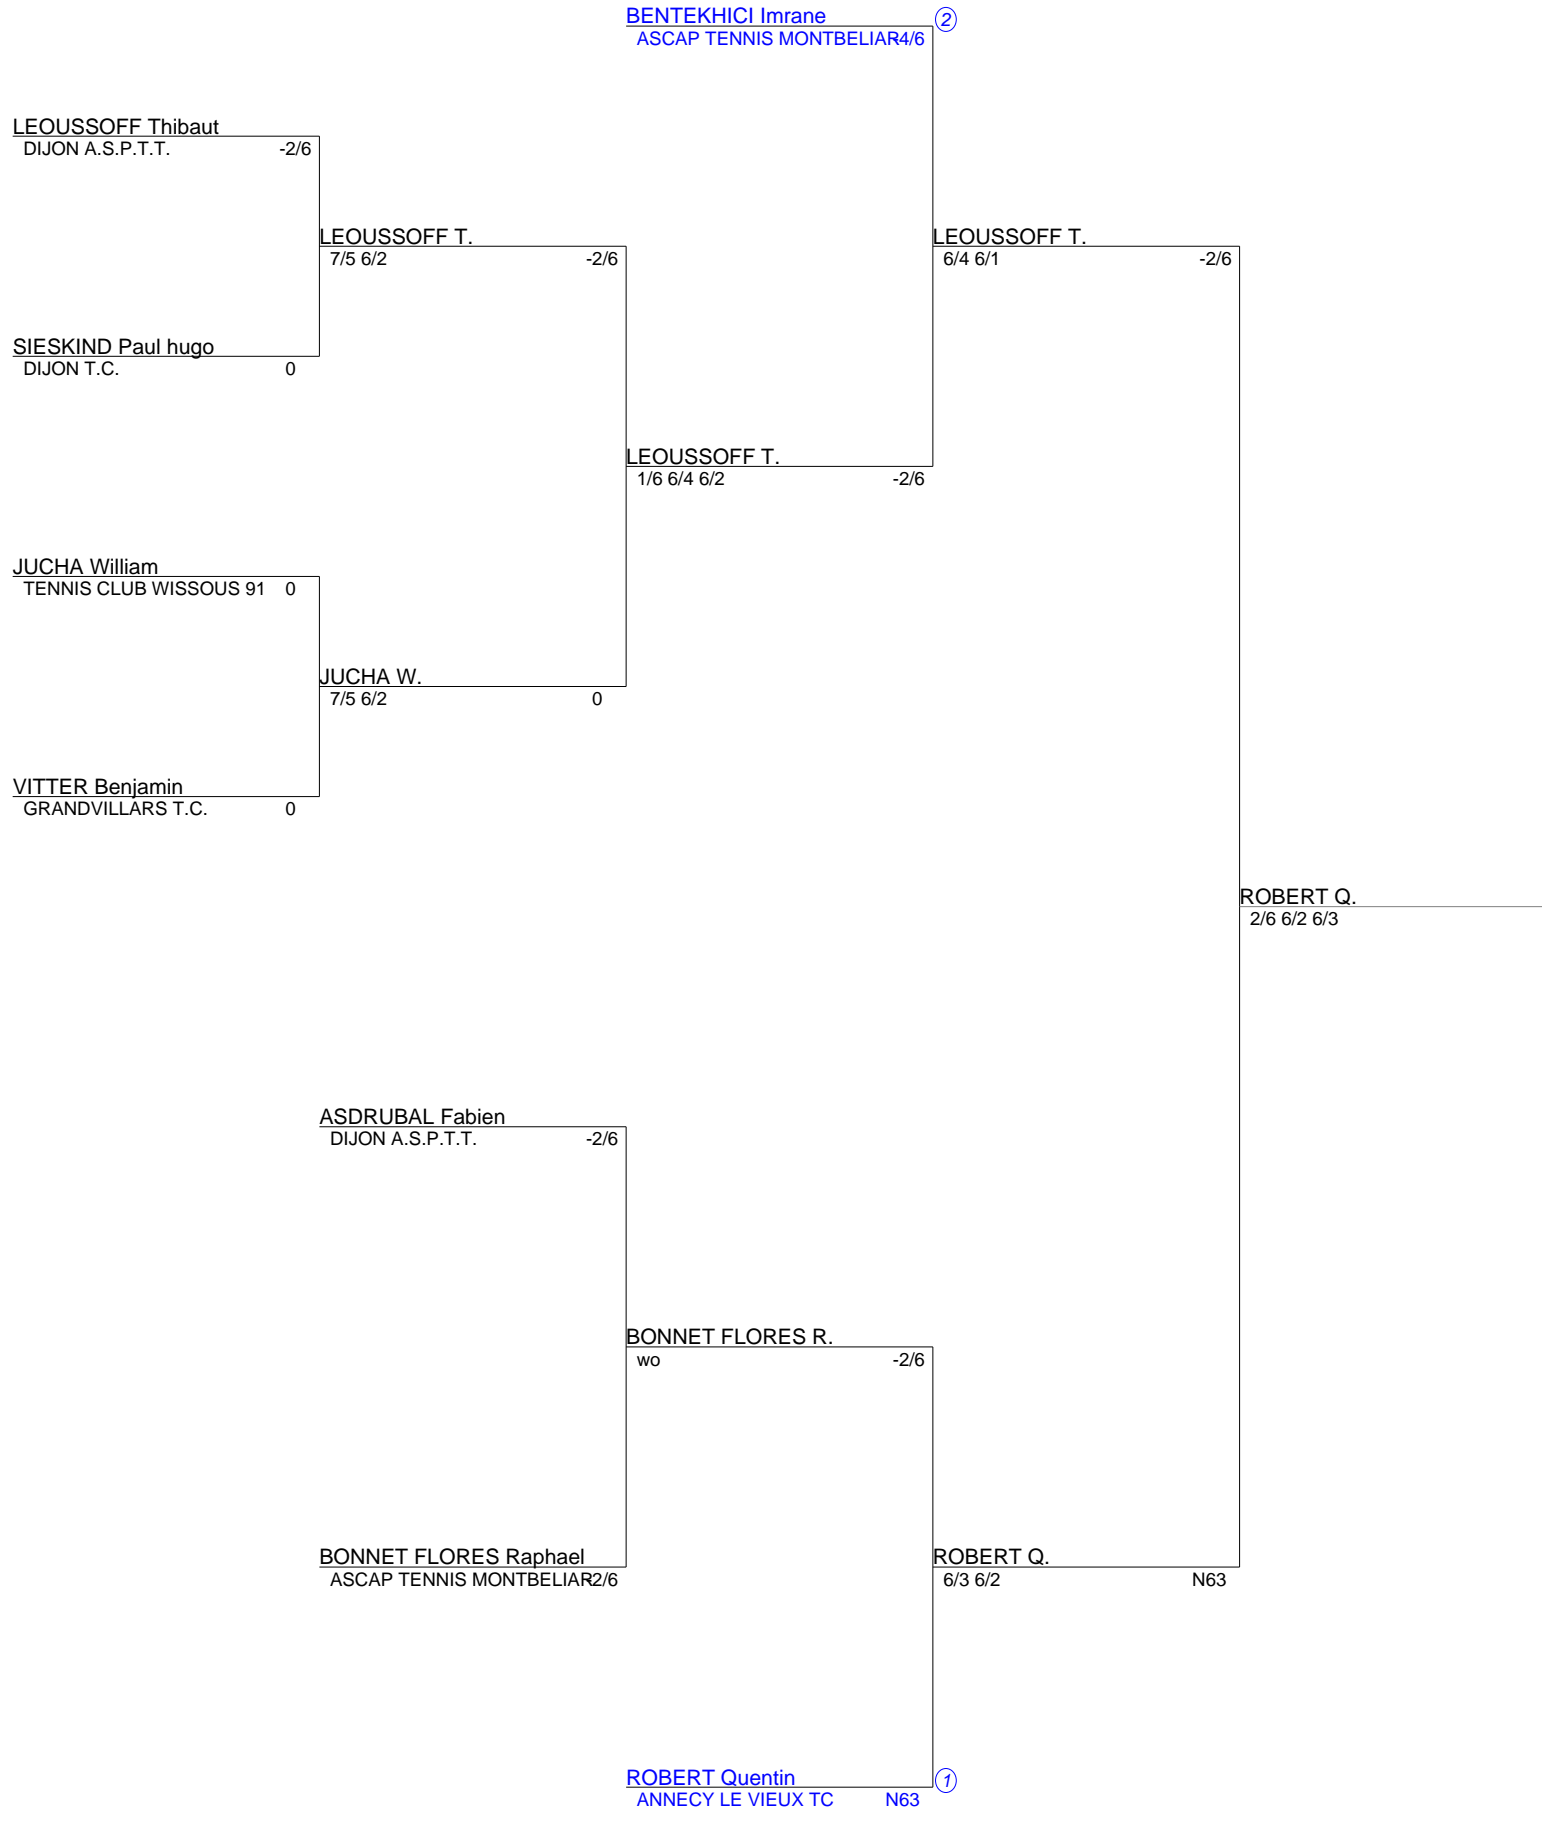 BENTEKHICI Imrane 2
ASCAP TENNIS MONTBELIAR-4/6
LEOUSSOFF Thibaut
DIJON A.S.P.T.T. -2/6
LEOUSSOFF T.
7/5 6/2 -2/6
LEOUSSOFF T.
6/4 6/1 -2/6
SIESKIND Paul hugo
DIJON T.C. 0
LEOUSSOFF T.
1/6 6/4 6/2 -2/6
JUCHA William
TENNIS CLUB WISSOUS 91 0
JUCHA W.
7/5 6/2 0
VITTER Benjamin
GRANDVILLARS T.C. 0
ROBERT Q.
2/6 6/2 6/3
ASDRUBAL Fabien
DIJON A.S.P.T.T. -2/6
BONNET FLORES R.
wo -2/6
BONNET FLORES Raphael
ASCAP TENNIS MONTBELIAR-2/6
ROBERT Q.
6/3 6/2 N63
ROBERT Quentin 1
ANNECY LE VIEUX TC N63